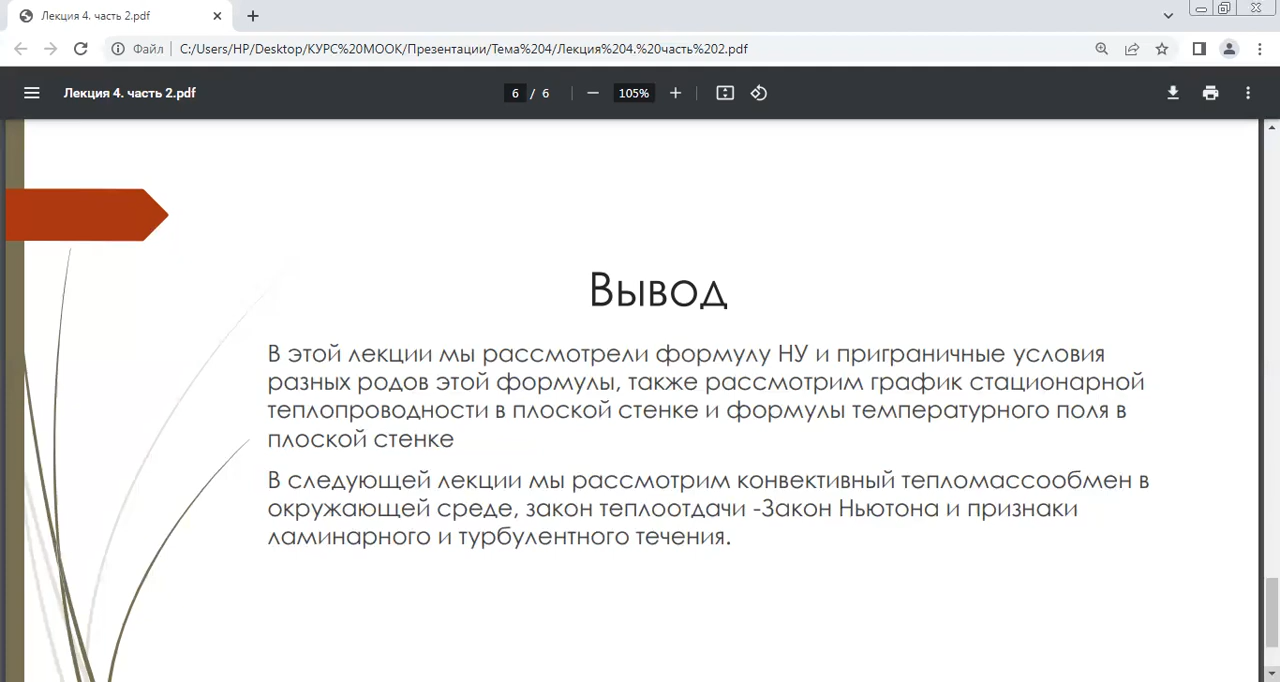 Лекция 4. часть 2.pdf
Файл C:/Users/HP/Desktop/КУРС%20МООК/Презентации/Тема%204/Лекция%204.%20часть%202.pdf
Лекция 4. часть 2.pdf 6 / 6 105%
Вывод
В этой лекции мы рассмотрели формулу НУ и приграничные условия
разных родов этой формулы, также рассмотрим график стационарной
теплопроводности в плоской стенке и формулы температурного поля в
плоской стенке
В следующей лекции мы рассмотрим конвективный тепломассообмен в
окружающей среде, закон теплоотдачи -Закон Ньютона и признаки
ламинарного и турбулентного течения.